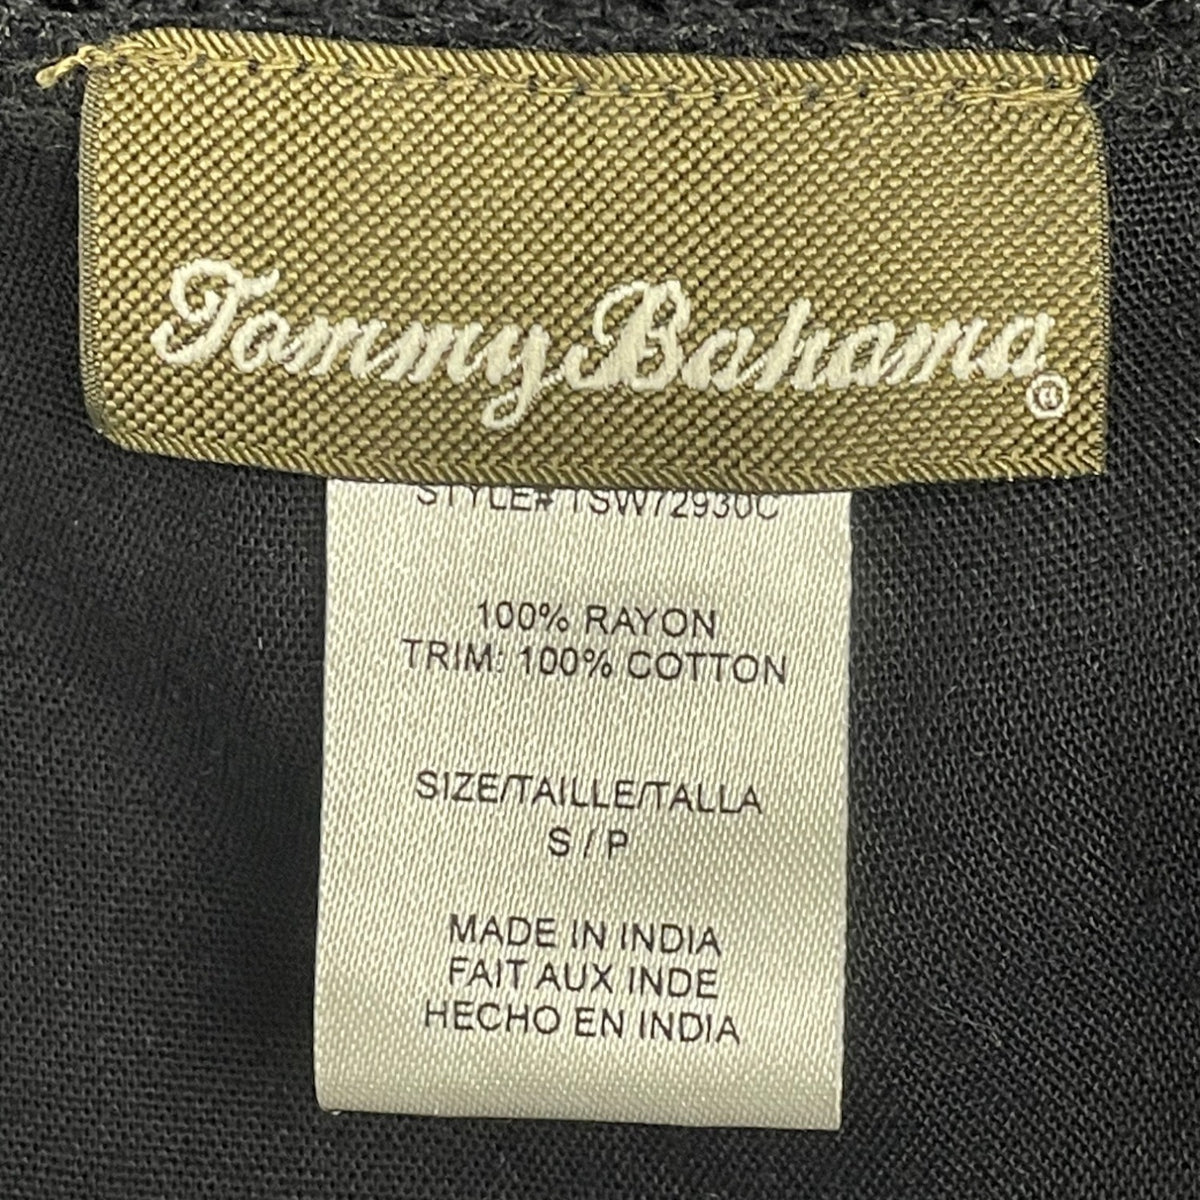 Tommy Bahama®
STYLE# TSW72930C
100% RAYON
TRIM: 100% COTTON
SIZE/TAILLE/TALLA
S / P
MADE IN INDIA
FAIT AUX INDE
HECHO EN INDIA